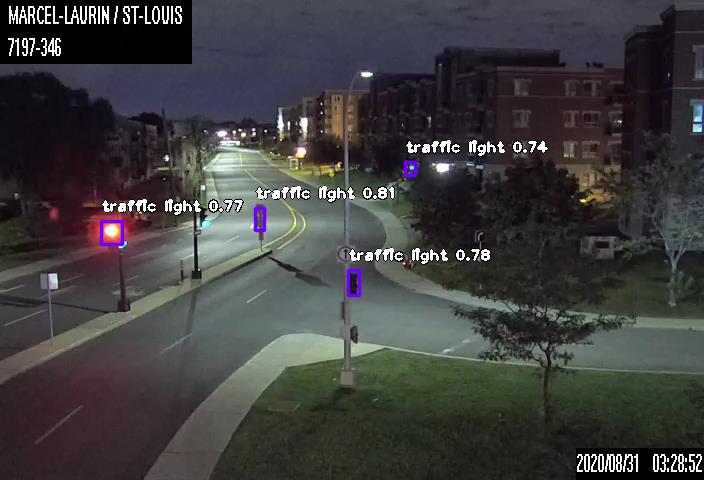 MARCEL-LAURIN / ST-LOUIS
7197-346
traffic light 0.74
traffic light 0.81
traffic light 0.77
traffic light 0.78
2020/08/31 03:28:52